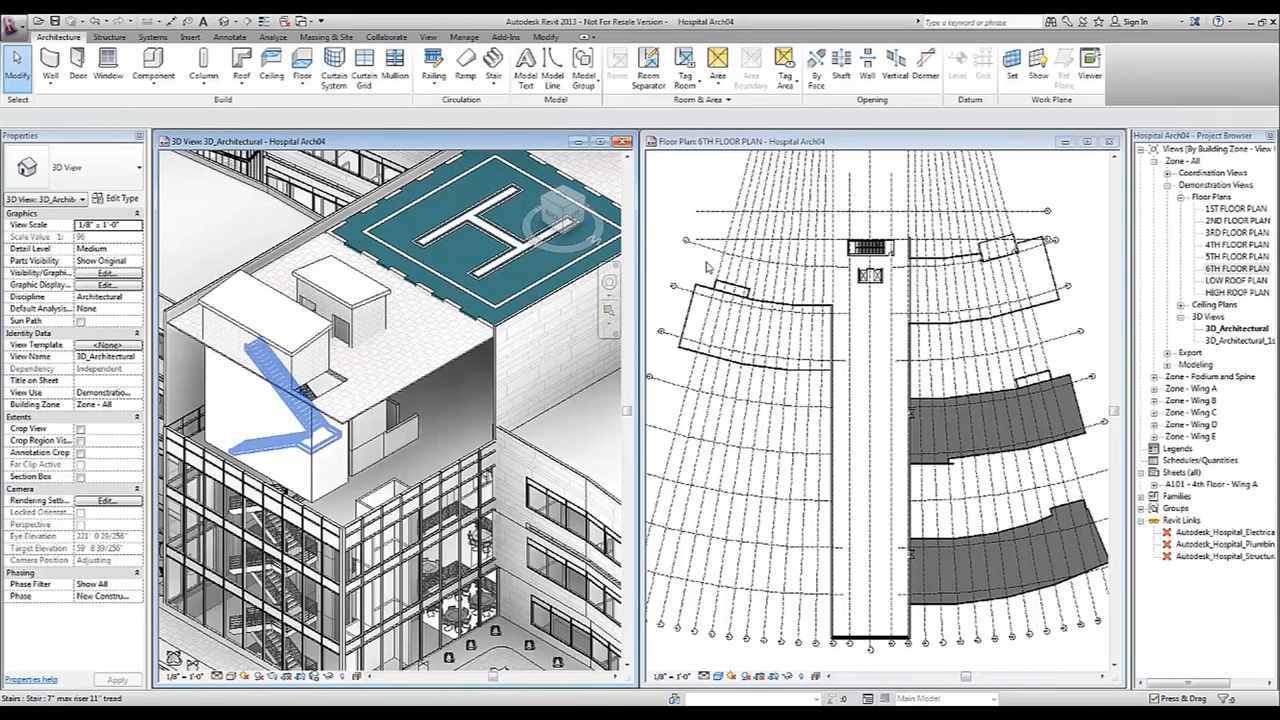 Autodesk Revit 2013 - Not For Resale Version - Hospital Arch04
Type a keyword or phrase
Sign In
Architecture Structure Systems Insert Annotate Analyze Massing & Site Collaborate View Manage Add-Ins Modify
Modify Wall Door Window Component Column Roof Ceiling Floor Curtain System Curtain Grid Mullion Railing Ramp Stair Model Text Model Line Model Group Room Room Separator Tag Room Area Area Boundary Tag Area By Face Shaft Wall Vertical Dormer Level Grid Set Show Ref Plane Viewer
Select Build Circulation Model Room & Area Opening Datum Work Plane
Properties
3D View
3D View: 3D_Archit
Edit Type
Graphics
View Scale 1/8" = 1'-0"
Scale Value 1: 96
Detail Level Medium
Parts Visibility Show Original
Visibility/Graphi... Edit...
Graphic Display... Edit...
Discipline Architectural
Default Analysis... None
Sun Path
Identity Data
View Template <None>
View Name 3D_Architectural
Dependency Independent
Title on Sheet
View Use Demonstratio...
Building Zone Zone - All
Extents
Crop View
Crop Region Vis...
Annotation Crop
Far Clip Active
Section Box
Camera
Rendering Setti... Edit...
Locked Orientat...
Perspective
Eye Elevation 221' 0 29/256"
Target Elevation 59' 8 39/256"
Camera Position Adjusting
Phasing
Phase Filter Show All
Phase New Constru...
Properties help
Apply
3D View: 3D_Architectural - Hospital Arch04
H
1/8" = 1'-0"
Floor Plan: 6TH FLOOR PLAN - Hospital Arch04
1/8" = 1'-0"
Hospital Arch04 - Project Browser
Views (By Building Zone - View
Zone - All
Coordination Views
Demonstration Views
Floor Plans
1ST FLOOR PLAN
2ND FLOOR PLAN
3RD FLOOR PLAN
4TH FLOOR PLAN
5TH FLOOR PLAN
6TH FLOOR PLAN
LOW ROOF PLAN
HIGH ROOF PLAN
Ceiling Plans
3D Views
3D_Architectural
3D_Architectural_1s
Export
Modeling
Zone - Podium and Spine
Zone - Wing A
Zone - Wing B
Zone - Wing C
Zone - Wing D
Zone - Wing E
Legends
Schedules/Quantities
Sheets (all)
A101 - 4th Floor - Wing A
Families
Groups
Revit Links
Autodesk_Hospital_Electrica
Autodesk_Hospital_Plumbin
Autodesk_Hospital_Structur
Stairs : Stair : 7" max riser 11" tread
:0
Main Model
Press & Drag
:0